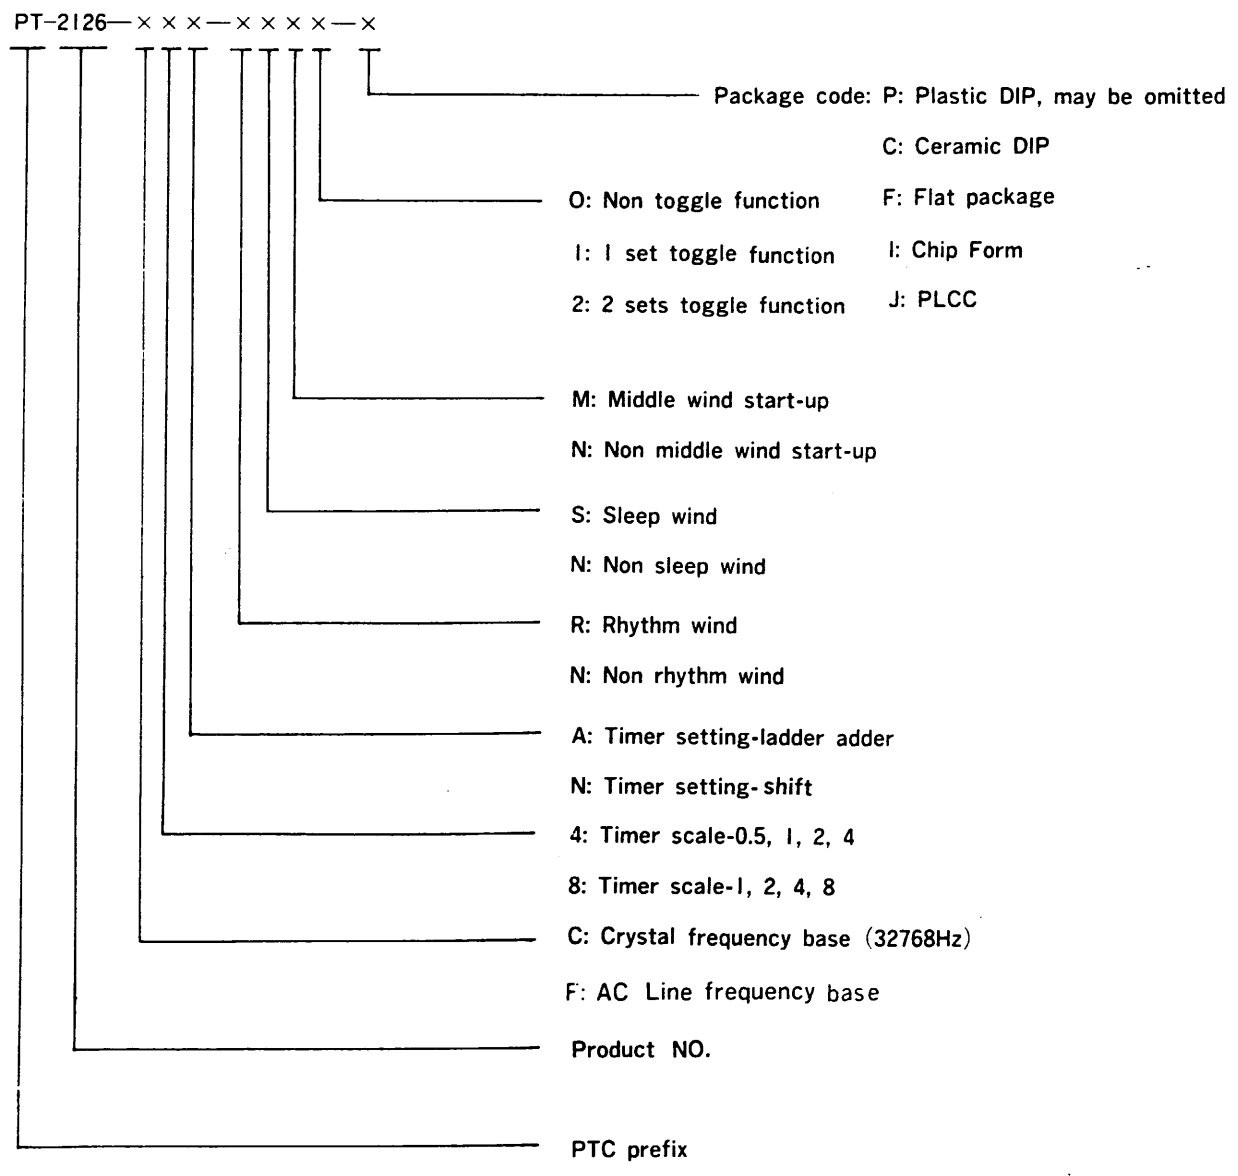 PT-2126—×××—××××—×
Package code: P: Plastic DIP, may be omitted
C: Ceramic DIP
F: Flat package
I: Chip Form
J: PLCC
O: Non toggle function
I: I set toggle function
2: 2 sets toggle function
M: Middle wind start-up
N: Non middle wind start-up
S: Sleep wind
N: Non sleep wind
R: Rhythm wind
N: Non rhythm wind
A: Timer setting-ladder adder
N: Timer setting-shift
4: Timer scale-0.5, 1, 2, 4
8: Timer scale-1, 2, 4, 8
C: Crystal frequency base (32768Hz)
F: AC Line frequency base
Product NO.
PTC prefix